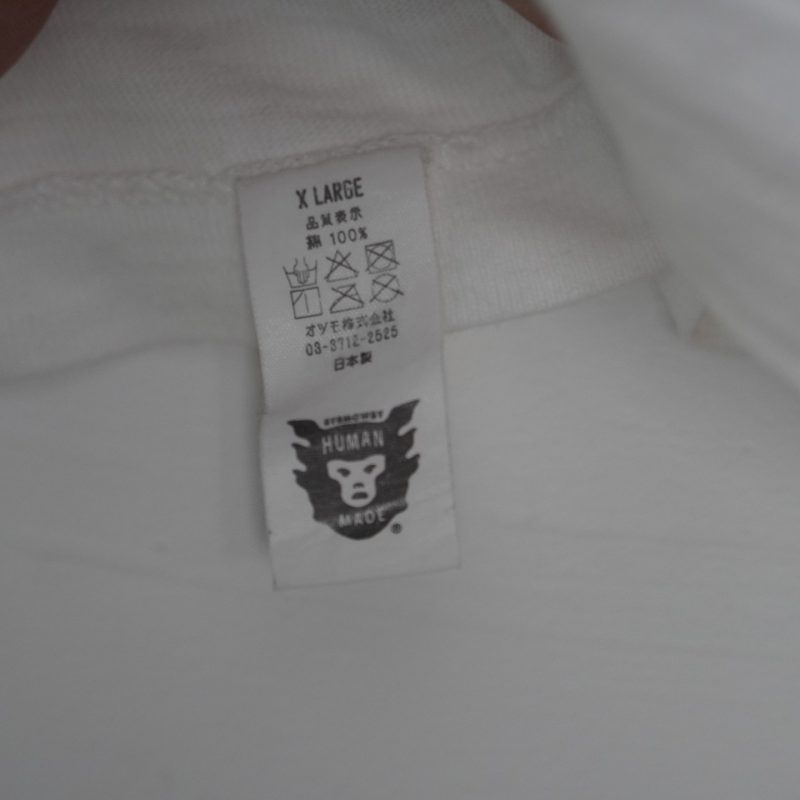 X LARGE
品質表示
綿 100%
オツモ株式会社
03-3712-2525
日本製
HUMAN
MADE
®